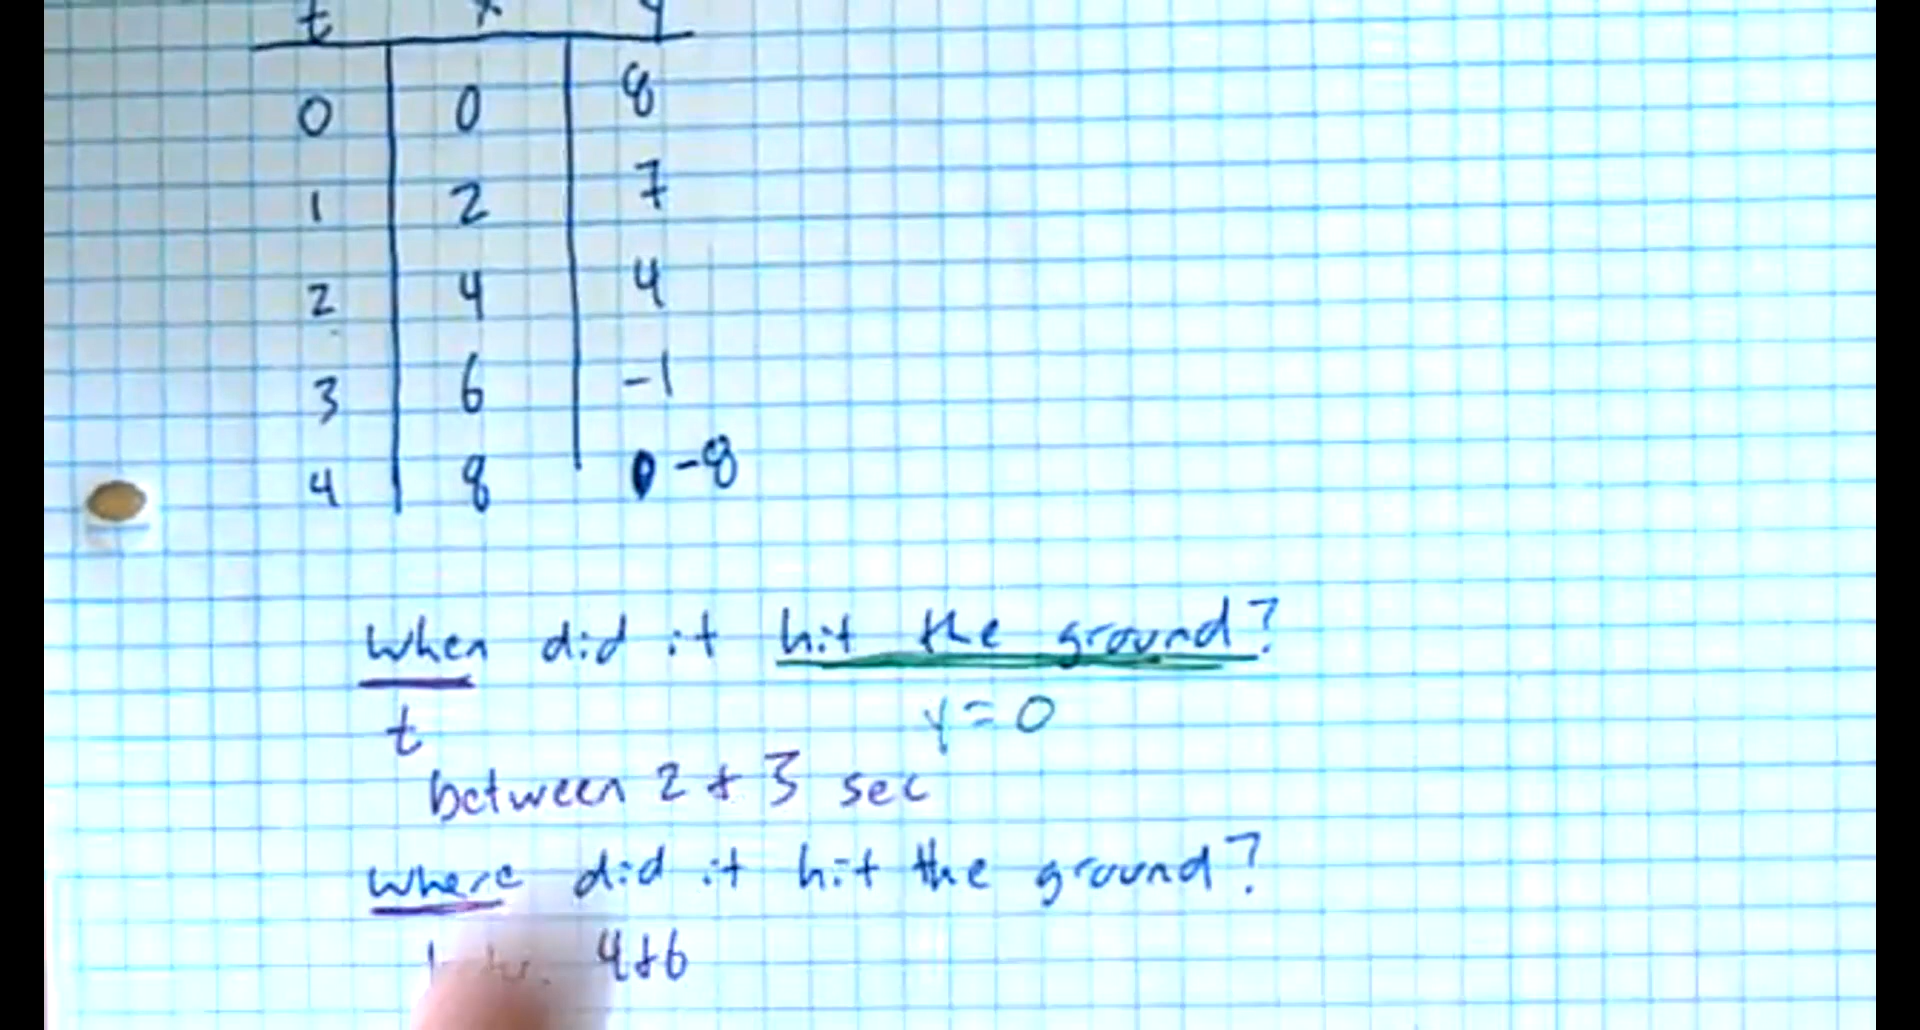 t x y
0 0 8
1 2 7
2 4 4
3 6 -1
4 8 -8
when did it hit the ground?
t y = 0
between 2 + 3 sec
where did it hit the ground?
4+6